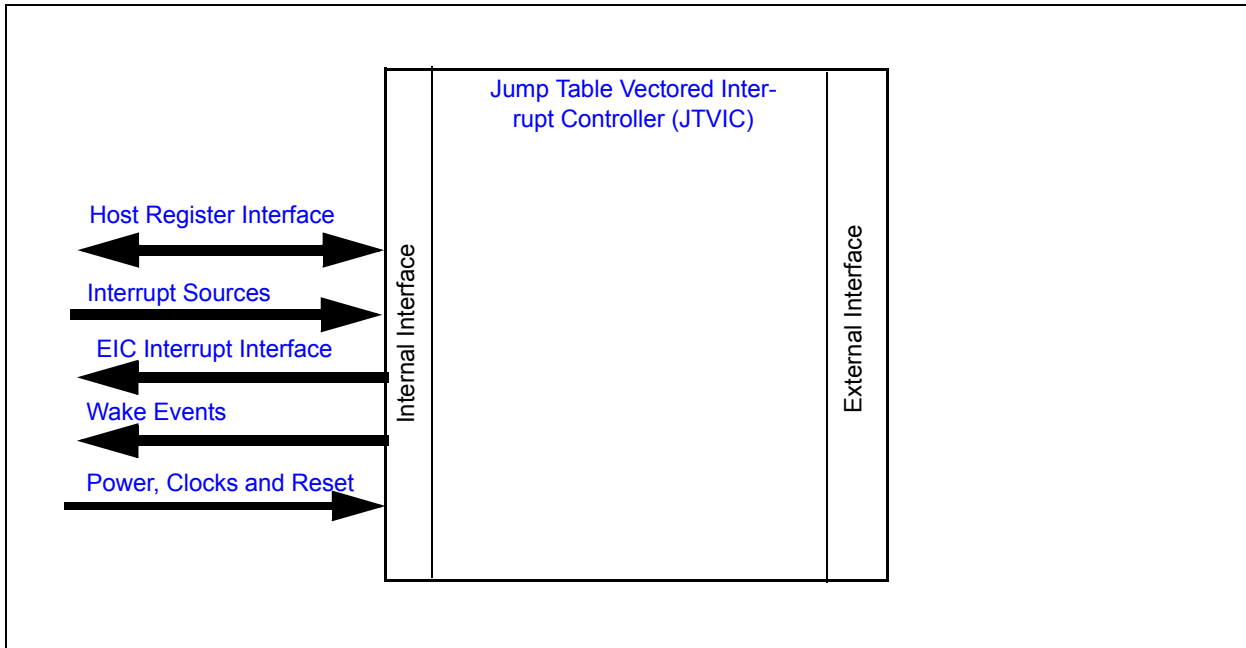 Jump Table Vectored Inter-
rupt Controller (JTVIC)
Host Register Interface
Interrupt Sources
EIC Interrupt Interface
Wake Events
Power, Clocks and Reset
Internal Interface
External Interface